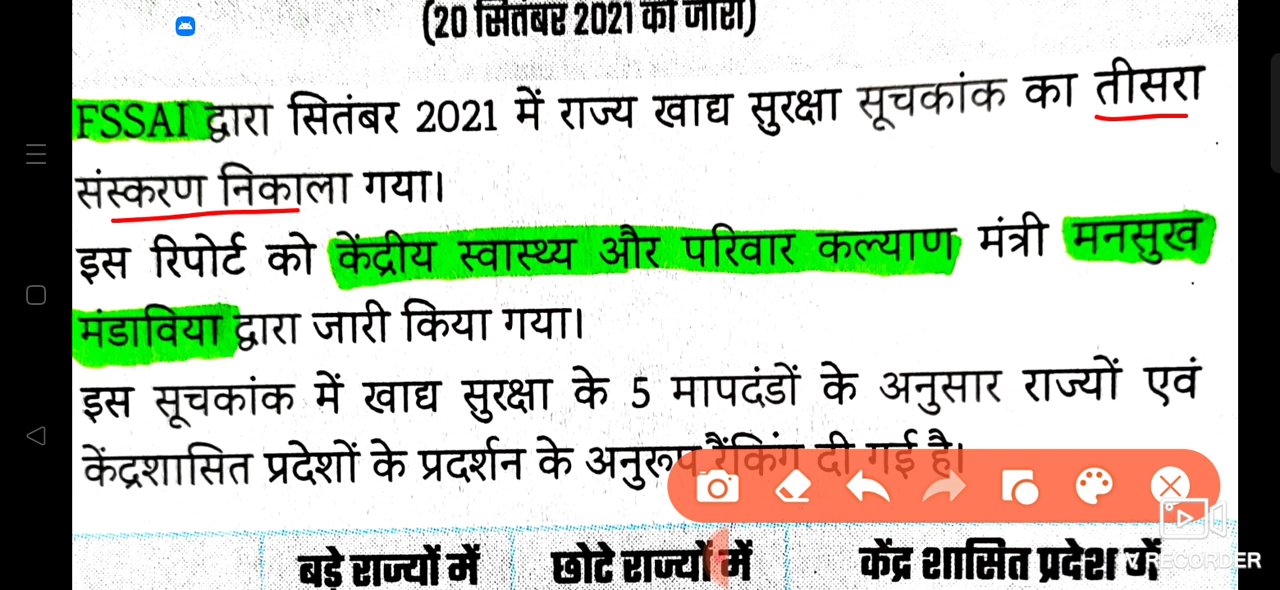 (20 सितंबर 2021 को जारी)
FSSAI द्वारा सितंबर 2021 में राज्य खाद्य सुरक्षा सूचकांक का तीसरा
संस्करण निकाला गया।
इस रिपोर्ट को केंद्रीय स्वास्थ्य और परिवार कल्याण मंत्री मनसुख
मंडाविया द्वारा जारी किया गया।
इस सूचकांक में खाद्य सुरक्षा के 5 मापदंडों के अनुसार राज्यों एवं
केंद्रशासित प्रदेशों के प्रदर्शन के अनुरूप रैंकिंग दी गई है।
बड़े राज्यों में छोटे राज्यों में केंद्र शासित प्रदेश में
RECORDER